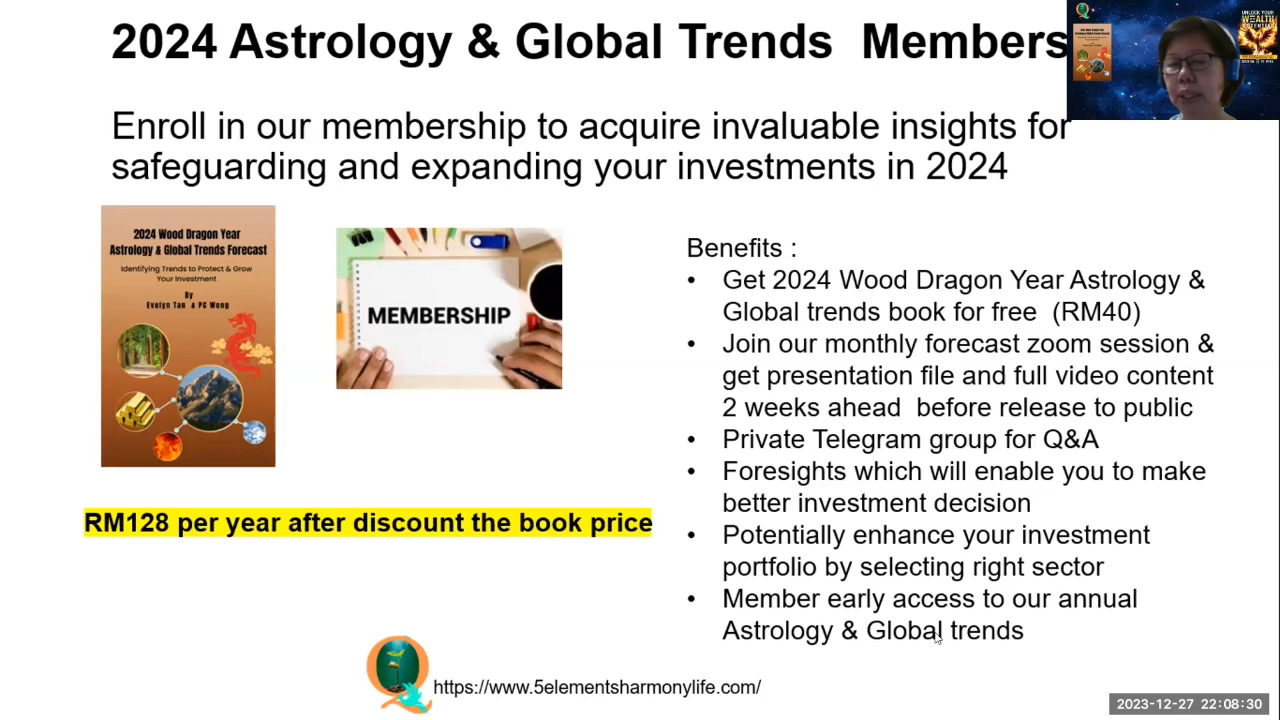 2024 Astrology & Global Trends Members
Enroll in our membership to acquire invaluable insights for
safeguarding and expanding your investments in 2024
2024 Wood Dragon Year
Astrology & Global Trends Forecast
Identifying Trends to Protect & Grow
Your Investment
By
Evelyn Tan & PC Wong
MEMBERSHIP
RM128 per year after discount the book price
Benefits :
• Get 2024 Wood Dragon Year Astrology &
Global trends book for free (RM40)
• Join our monthly forecast zoom session &
get presentation file and full video content
2 weeks ahead before release to public
• Private Telegram group for Q&A
• Foresights which will enable you to make
better investment decision
• Potentially enhance your investment
portfolio by selecting right sector
• Member early access to our annual
Astrology & Global trends
https://www.5elementsharmonylife.com/
UNLOCK YOUR
WEALTH
2023-12-27 22:08:30